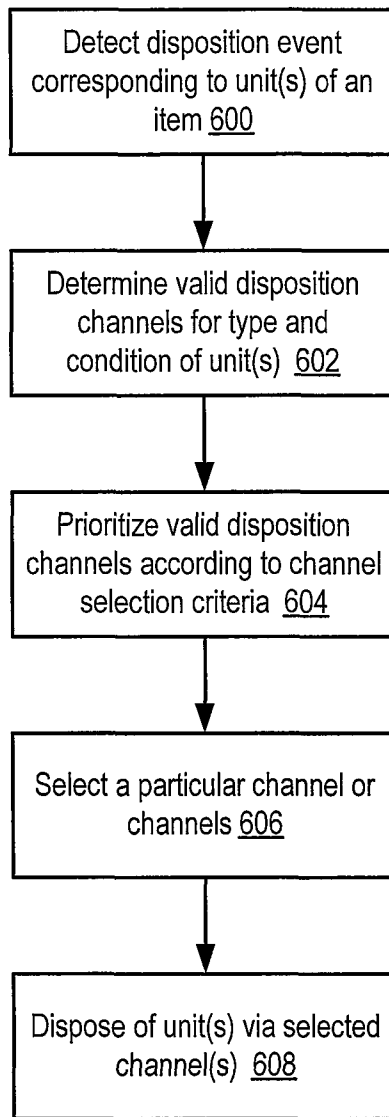 Detect disposition event
corresponding to unit(s) of an
item 600
Determine valid disposition
channels for type and
condition of unit(s) 602
Prioritize valid disposition
channels according to channel
selection criteria 604
Select a particular channel or
channels 606
Dispose of unit(s) via selected
channel(s) 608